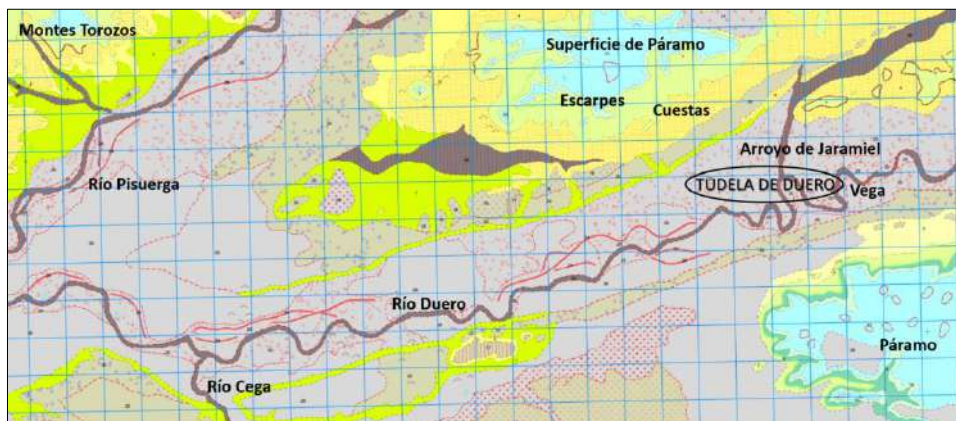 Montes Torozos
Superficie de Páramo
Escarpes
Cuestas
Arroyo de Jaramiel
Río Pisuerga
TUDELA DE DUERO
Vega
Río Duero
Páramo
Río Cega